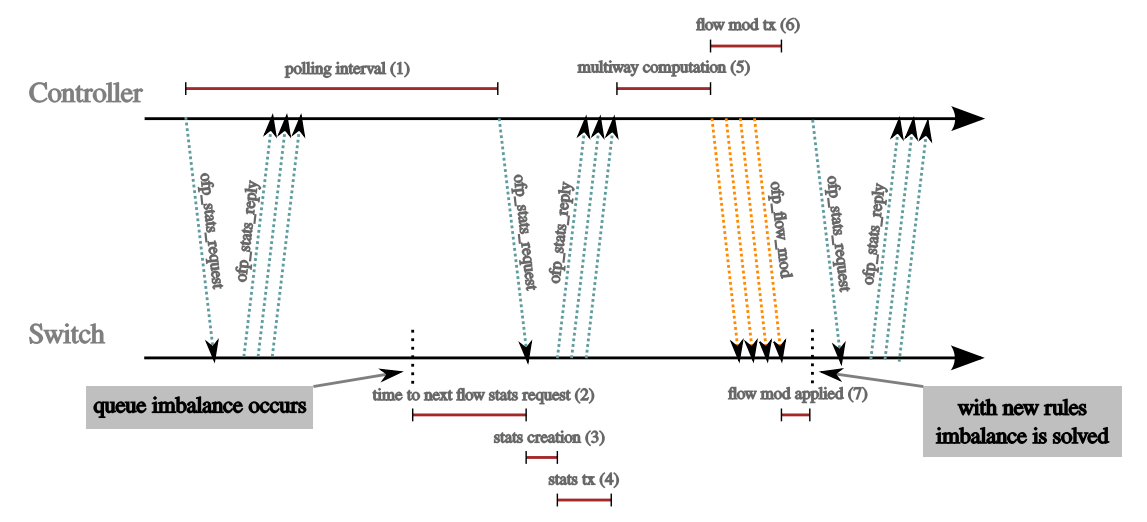 flow mod tx (6)
polling interval (1)
multiway computation (5)
Controller
ofp_stats_request
ofp_stats_reply
ofp_stats_request
ofp_stats_reply
ofp_flow_mod
ofp_stats_request
ofp_stats_reply
Switch
queue imbalance occurs
time to next flow stats request (2)
flow mod applied (7)
with new rules
imbalance is solved
stats creation (3)
stats tx (4)